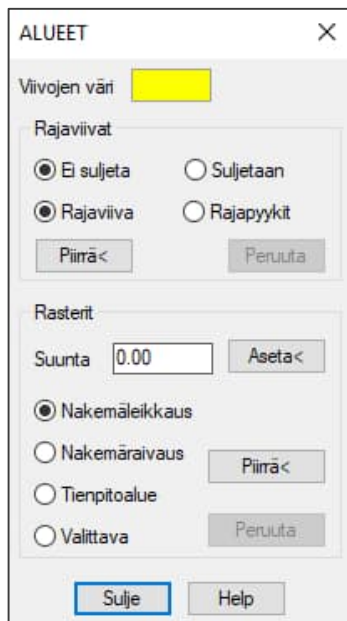 ALUEET
Viivojen väri
Rajaviivat
Ei suljeta Suljetaan
Rajaviiva Rajapyykit
Piirrä< Peruuta
Rasterit
Suunta 0.00 Aseta<
Nakemäleikkaus
Nakemäraivaus
Piirrä<
Tienpitoalue
Valittava Peruuta
Sulje Help